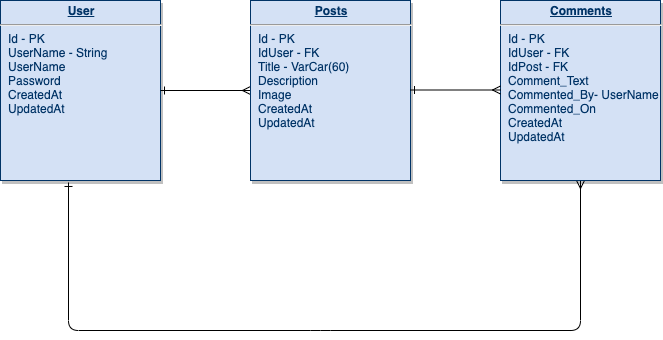 User
Id - PK
UserName - String
UserName
Password
CreatedAt
UpdatedAt
Posts
Id - PK
IdUser - FK
Title - VarCar(60)
Description
Image
CreatedAt
UpdatedAt
Comments
Id - PK
IdUser - FK
IdPost - FK
Comment_Text
Commented_By- UserName
Commented_On
CreatedAt
UpdatedAt